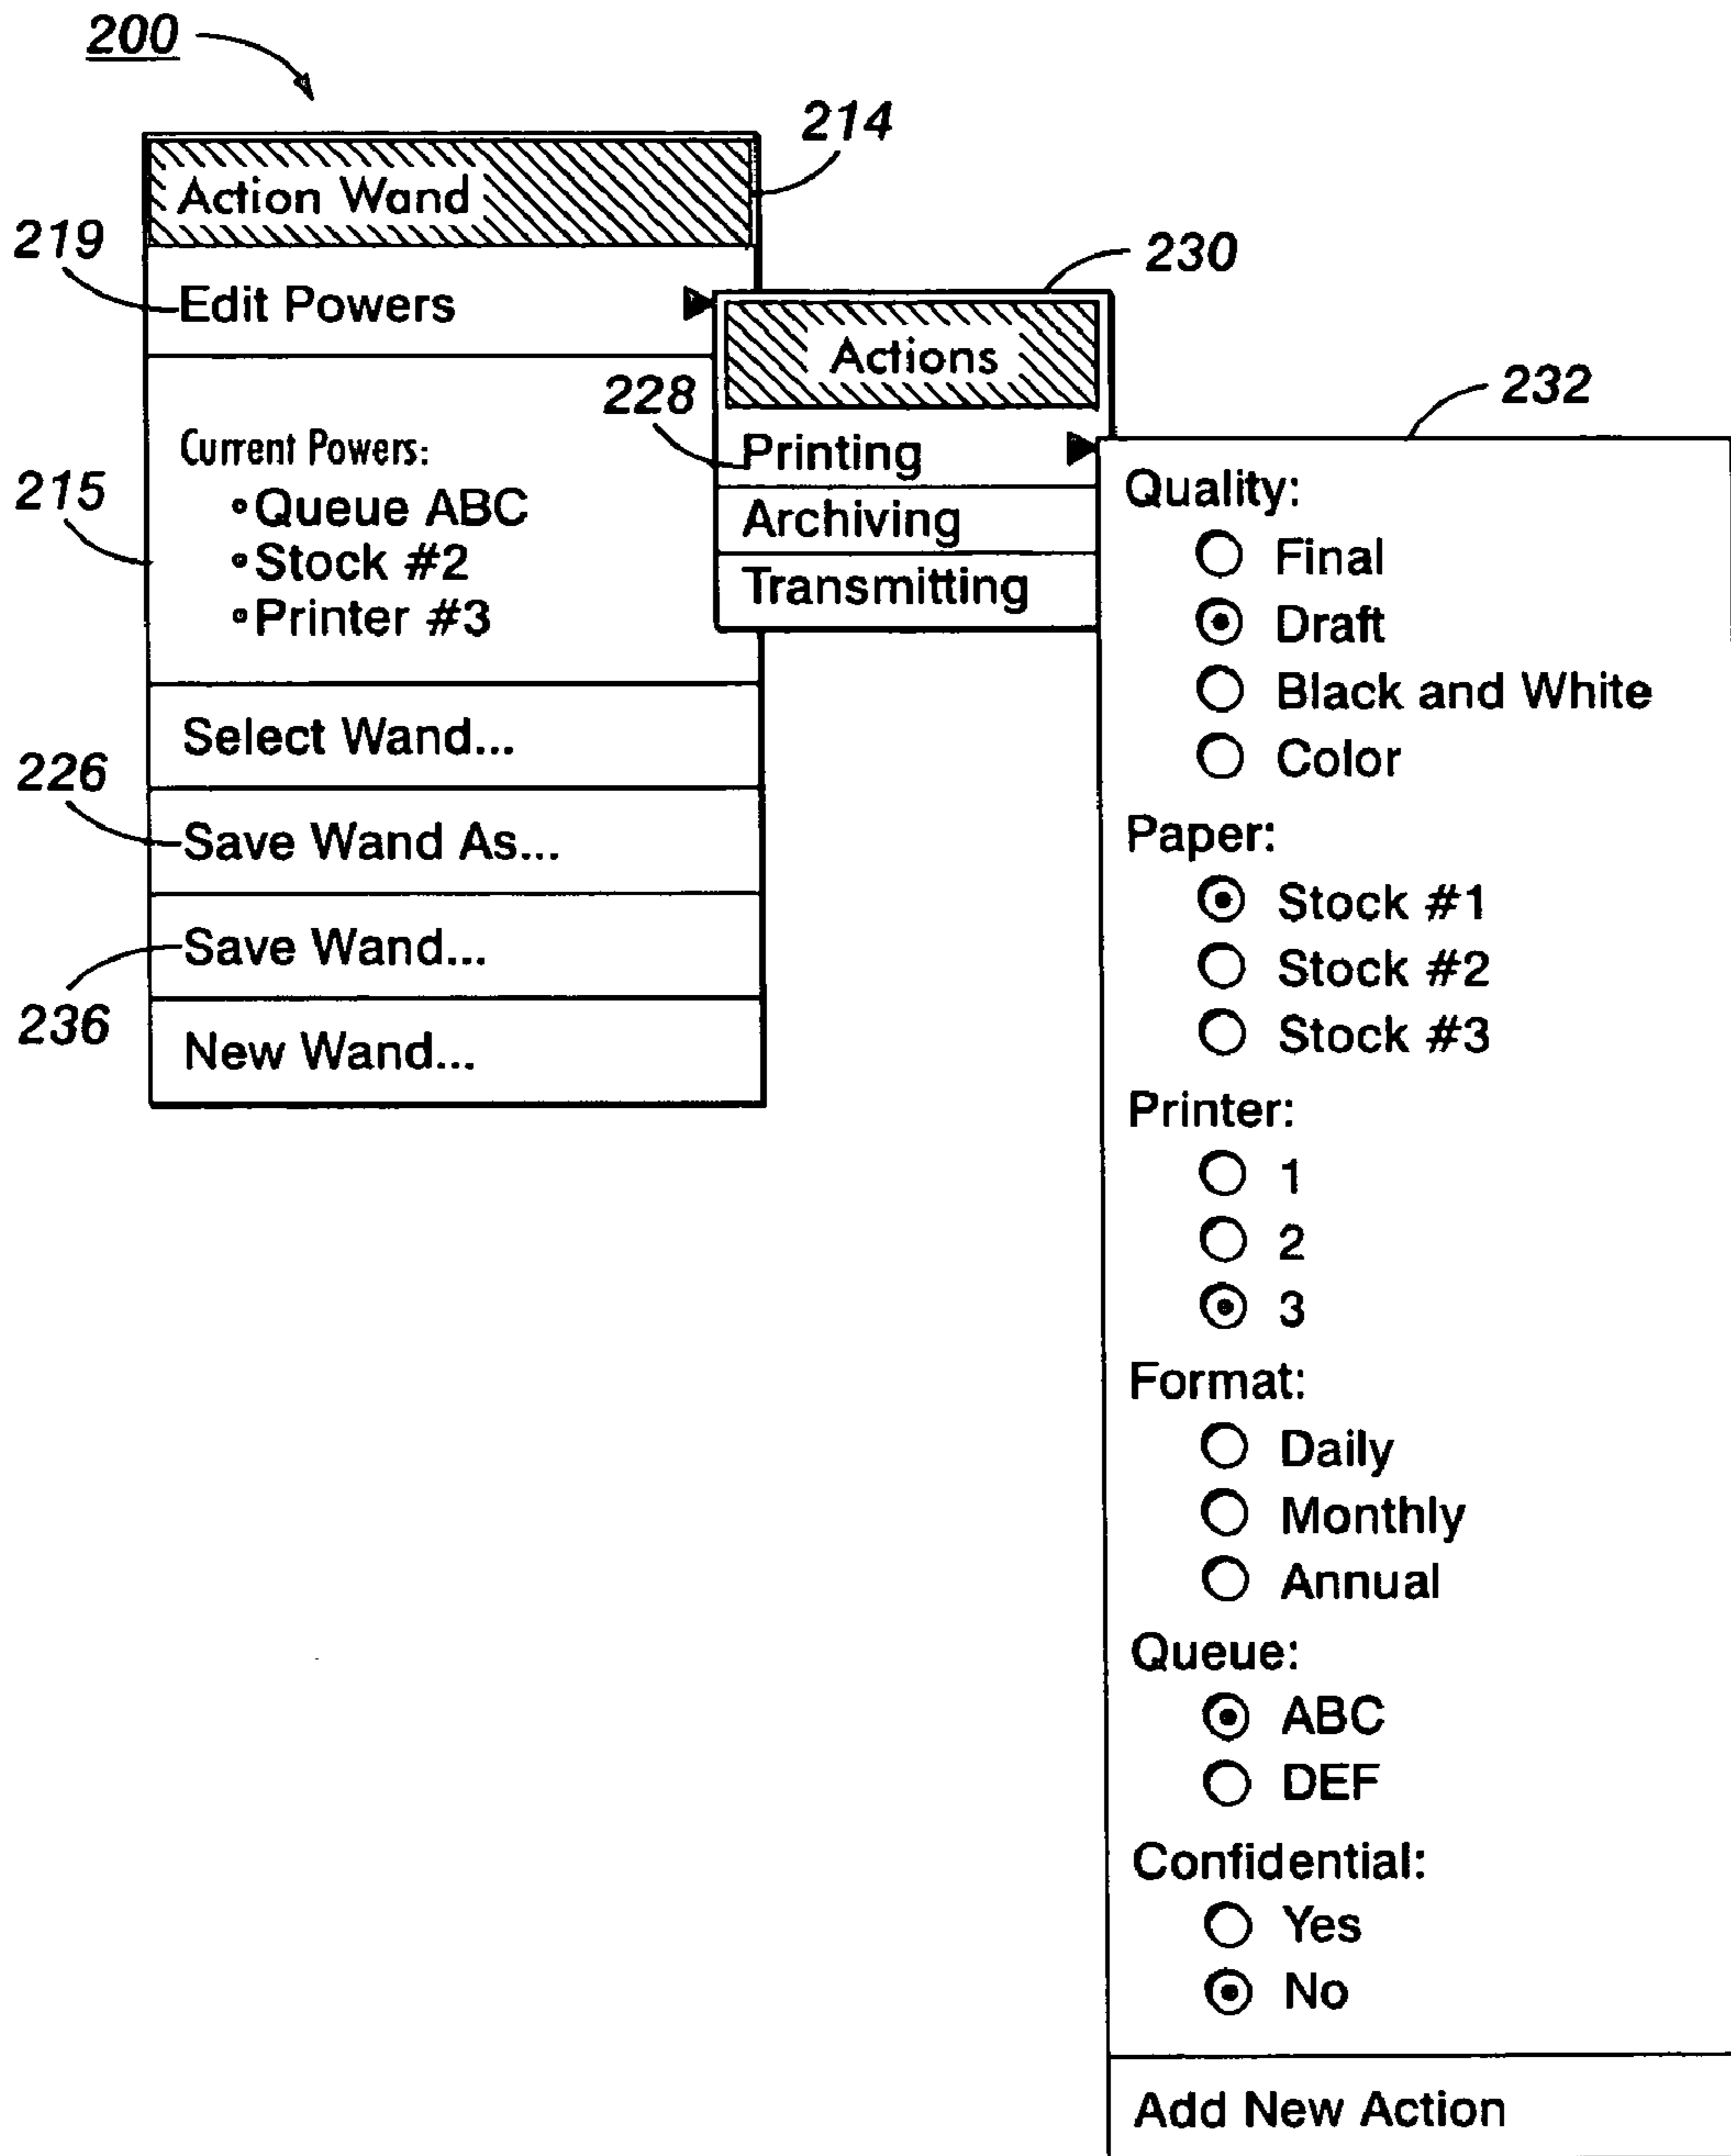 200
214
Action Wand
219
Edit Powers
230
Actions
228
Printing
Archiving
Transmitting
215
Current Powers:
•Queue ABC
•Stock #2
•Printer #3
Select Wand...
226
Save Wand As...
Save Wand...
236
New Wand...
232
Quality:
Final
Draft
Black and White
Color
Paper:
Stock #1
Stock #2
Stock #3
Printer:
1
2
3
Format:
Daily
Monthly
Annual
Queue:
ABC
DEF
Confidential:
Yes
No
Add New Action